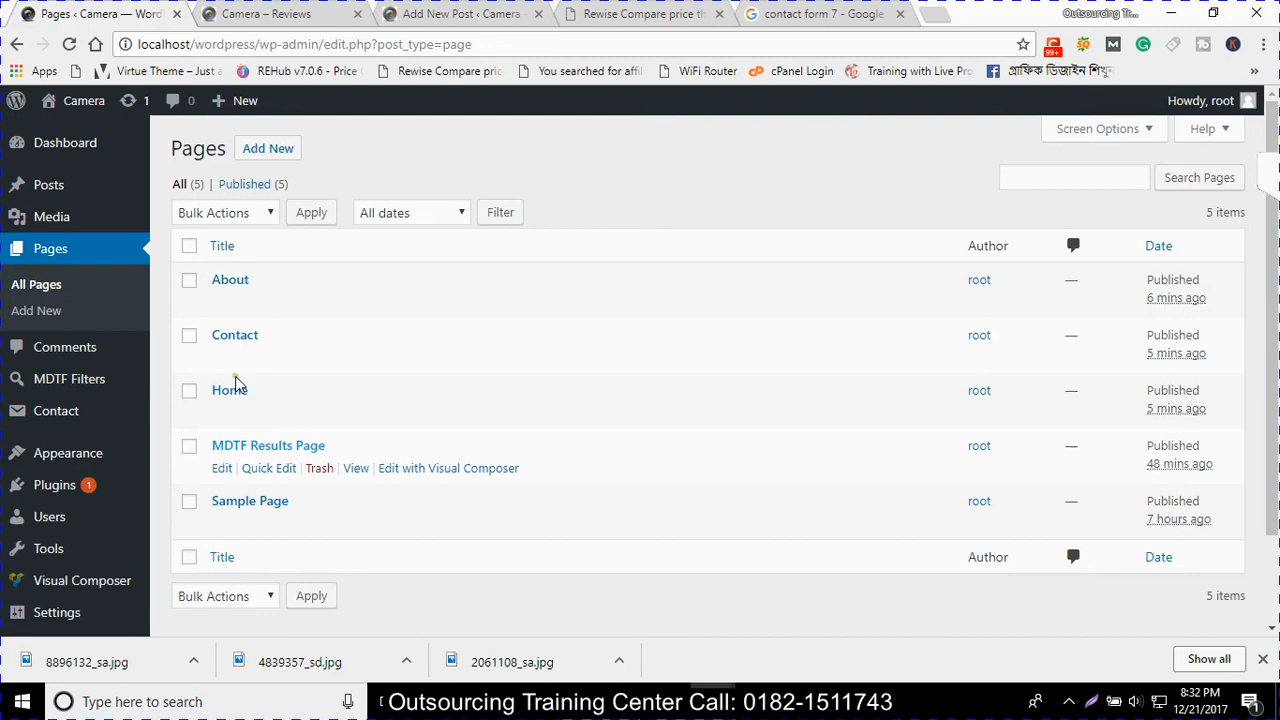 Pages ‹ Camera — Word
Camera – Reviews
Add New Post ‹ Camera -
Rewise Compare price th
contact form 7 - Google
Outsourcing Tr...
localhost/wordpress/wp-admin/edit.php?post_type=page
99+
Apps
Virtue Theme – Just a
REHub v7.0.6 - Pric
Rewise Compare pric
You searched for affil
WiFi Router
cPanel Login
Training with Live Pro
গ্রাফিক ডিজাইন শিখুন
»
1
Camera
0
New
Howdy, root
Dashboard
Posts
Media
Pages
All Pages
Add New
Comments
MDTF Filters
Contact
Appearance
Plugins 1
Users
Tools
Visual Composer
Settings
Screen Options
Help
Pages Add New
All (5) | Published (5)
Search Pages
Bulk Actions Apply All dates Filter 5 items
Title Author Date
About root — Published
6 mins ago
Contact root — Published
5 mins ago
Home root — Published
5 mins ago
MDTF Results Page root — Published
Edit | Quick Edit | Trash | View | Edit with Visual Composer 48 mins ago
Sample Page root — Published
7 hours ago
Title Author Date
Bulk Actions Apply 5 items
8896132_sa.jpg
4839357_sd.jpg
2061108_sa.jpg
Show all
Type here to search
Outsourcing Training Center Call: 0182-1511743
8:32 PM
12/21/2017
1